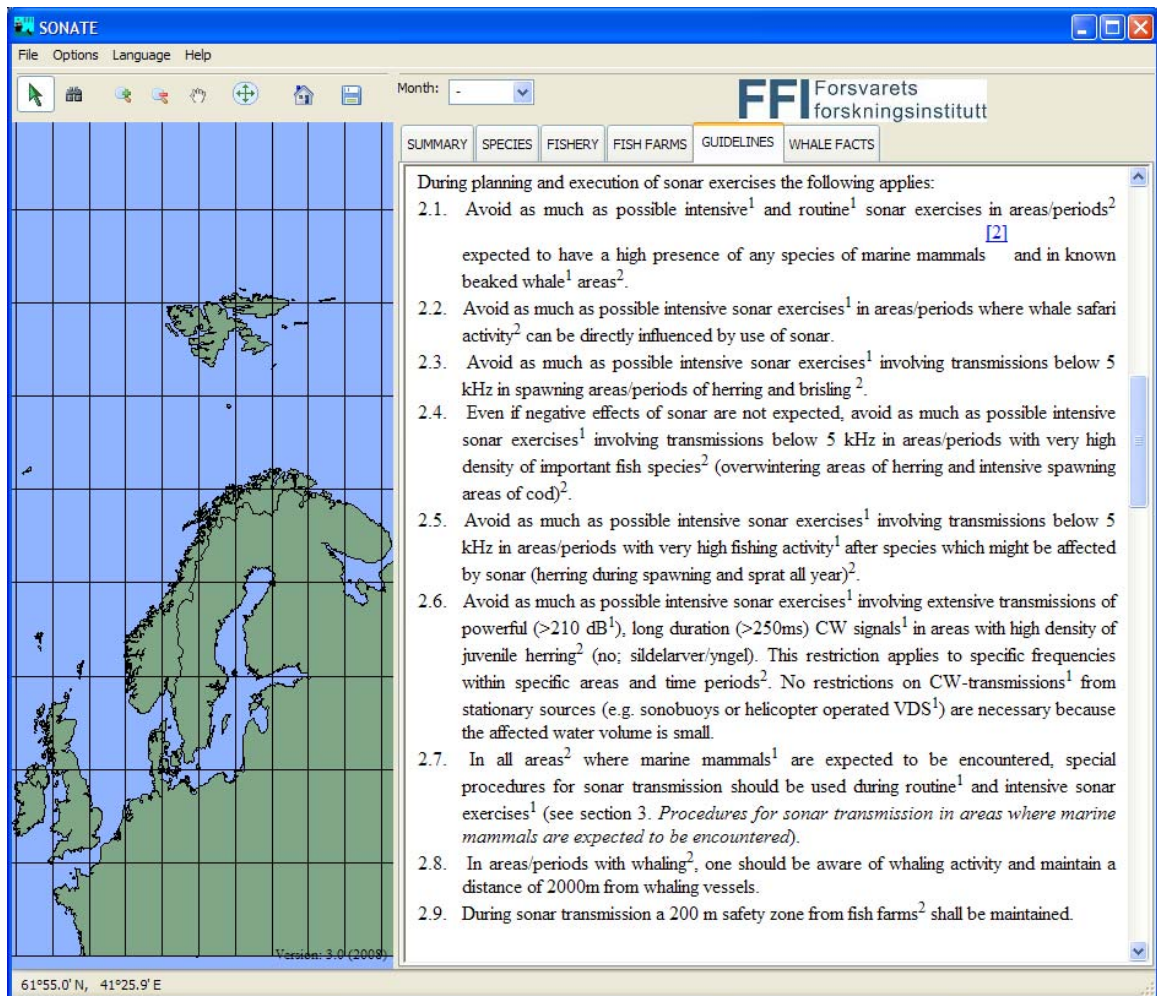 SONATE
File Options Language Help
Month: -
FFI Forsvarets
forskningsinstitutt
SUMMARY SPECIES FISHERY FISH FARMS GUIDELINES WHALE FACTS
During planning and execution of sonar exercises the following applies:
2.1. Avoid as much as possible intensive¹ and routine¹ sonar exercises in areas/periods²
expected to have a high presence of any species of marine mammals[2] and in known
beaked whale¹ areas².
2.2. Avoid as much as possible intensive sonar exercises¹ in areas/periods where whale safari
activity² can be directly influenced by use of sonar.
2.3. Avoid as much as possible intensive sonar exercises¹ involving transmissions below 5
kHz in spawning areas/periods of herring and brisling ².
2.4. Even if negative effects of sonar are not expected, avoid as much as possible intensive
sonar exercises¹ involving transmissions below 5 kHz in areas/periods with very high
density of important fish species² (overwintering areas of herring and intensive spawning
areas of cod)².
2.5. Avoid as much as possible intensive sonar exercises¹ involving transmissions below 5
kHz in areas/periods with very high fishing activity¹ after species which might be affected
by sonar (herring during spawning and sprat all year)².
2.6. Avoid as much as possible intensive sonar exercises¹ involving extensive transmissions of
powerful (>210 dB¹), long duration (>250ms) CW signals¹ in areas with high density of
juvenile herring² (no; sildelarver/yngel). This restriction applies to specific frequencies
within specific areas and time periods². No restrictions on CW-transmissions¹ from
stationary sources (e.g. sonobuoys or helicopter operated VDS¹) are necessary because
the affected water volume is small.
2.7. In all areas² where marine mammals¹ are expected to be encountered, special
procedures for sonar transmission should be used during routine¹ and intensive sonar
exercises¹ (see section 3. Procedures for sonar transmission in areas where marine
mammals are expected to be encountered).
2.8. In areas/periods with whaling², one should be aware of whaling activity and maintain a
distance of 2000m from whaling vessels.
2.9. During sonar transmission a 200 m safety zone from fish farms² shall be maintained.
Version: 3.0 (2008)
61°55.0' N, 41°25.9' E